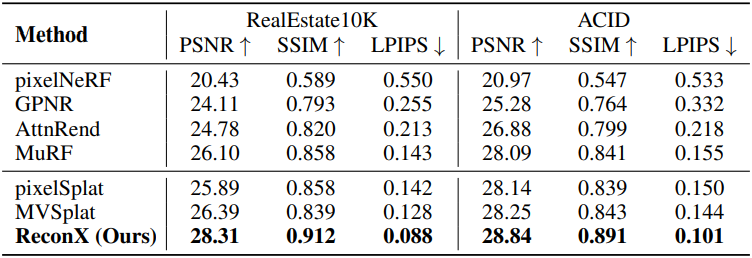 Method RealEstate10K ACID
PSNR ↑ SSIM ↑ LPIPS ↓ PSNR ↑ SSIM ↑ LPIPS ↓
pixelNeRF 20.43 0.589 0.550 20.97 0.547 0.533
GPNR 24.11 0.793 0.255 25.28 0.764 0.332
AttnRend 24.78 0.820 0.213 26.88 0.799 0.218
MuRF 26.10 0.858 0.143 28.09 0.841 0.155
pixelSplat 25.89 0.858 0.142 28.14 0.839 0.150
MVSplat 26.39 0.839 0.128 28.25 0.843 0.144
ReconX (Ours) 28.31 0.912 0.088 28.84 0.891 0.101